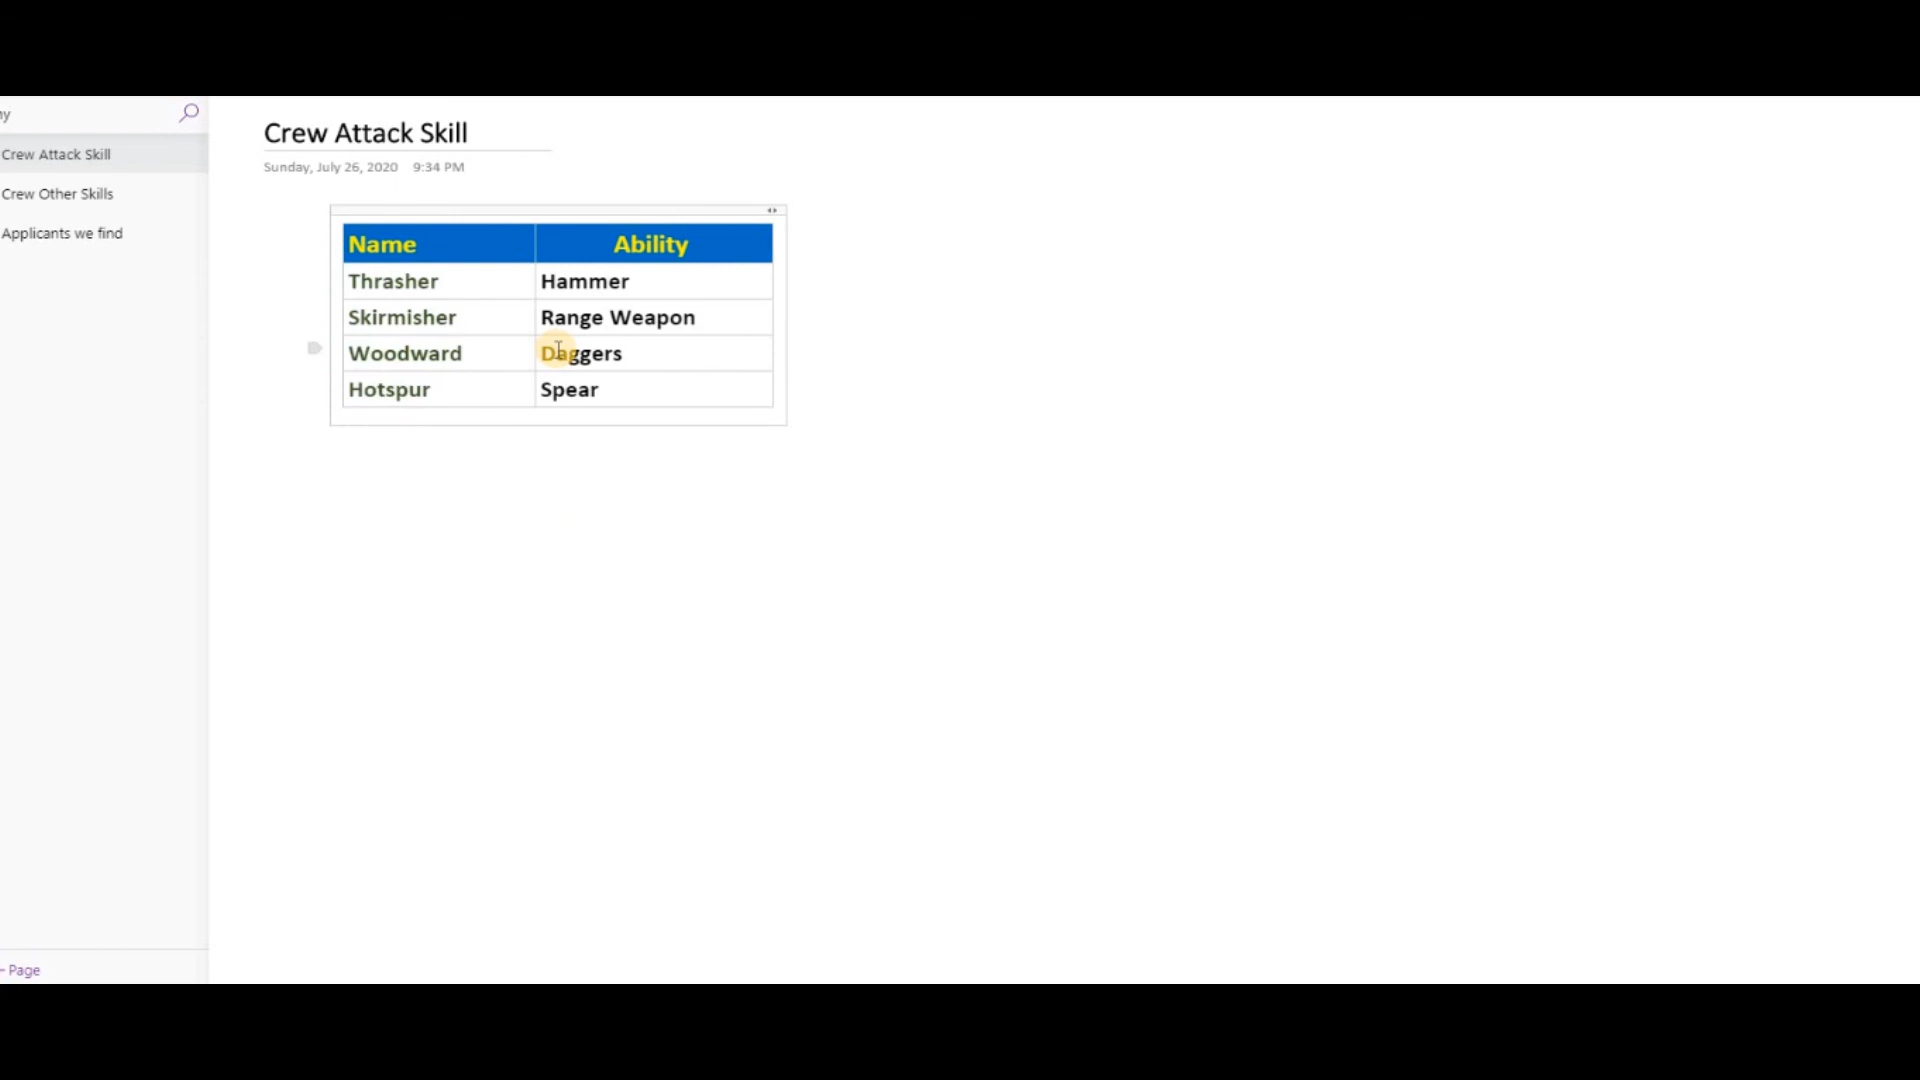 ny
Crew Attack Skill
Crew Other Skills
Applicants we find
Page
Crew Attack Skill
Sunday, July 26, 2020 9:34 PM
Name Ability
Thrasher Hammer
Skirmisher Range Weapon
Woodward Daggers
Hotspur Spear